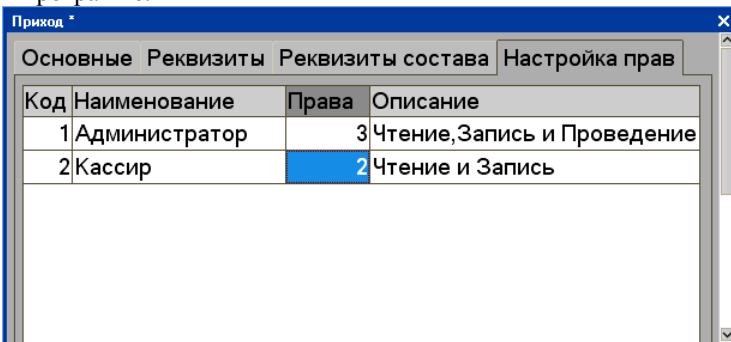 Приход *
Основные Реквизиты Реквизиты состава Настройка прав
Код Наименование Права Описание
1 Администратор 3 Чтение,Запись и Проведение
2 Кассир 2 Чтение и Запись